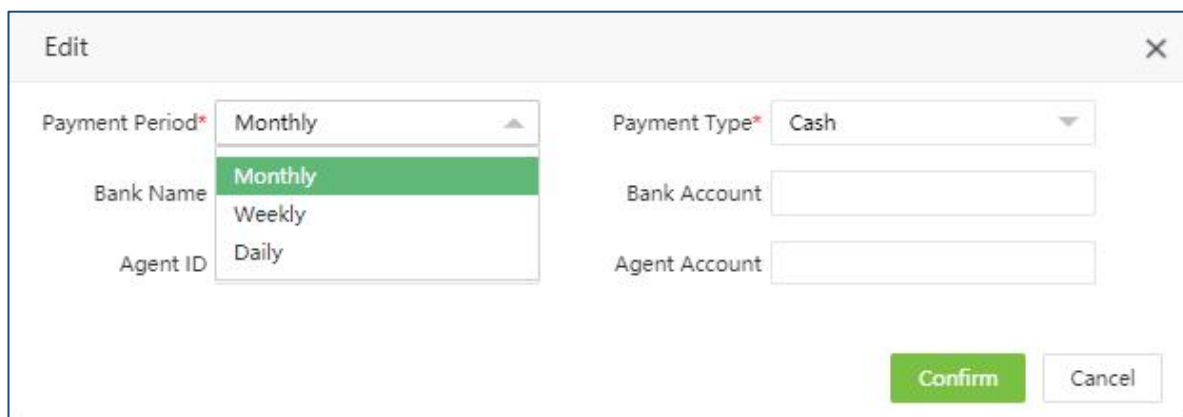 Edit
Payment Period* Monthly Payment Type* Cash
Monthly
Bank Name Bank Account
Weekly
Daily
Agent ID Agent Account
Confirm Cancel